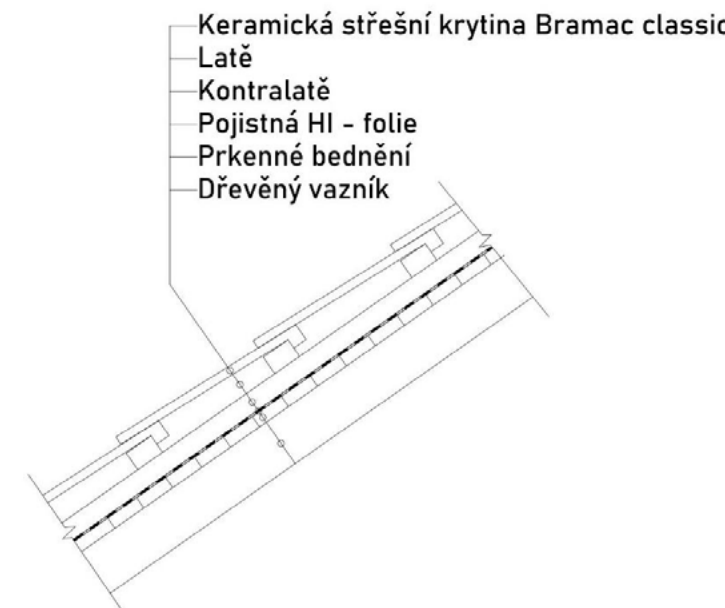 Keramická střešní krytina Bramac classic
Latě
Kontralatě
Pojistná HI - folie
Prkenné bednění
Dřevěný vazník